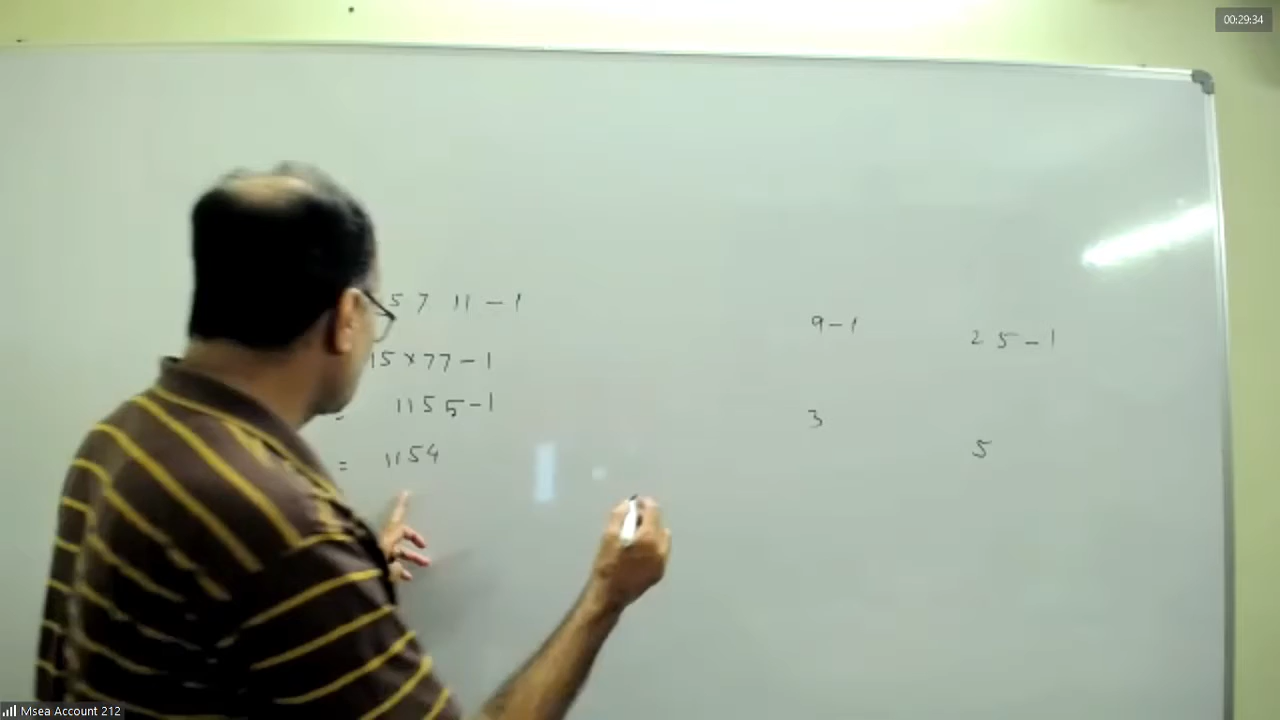 00:29:34
5 7 11 - 1
15 × 77 - 1
1155 - 1
= 1154
9 - 1
25 - 1
3
5
Msea Account 212